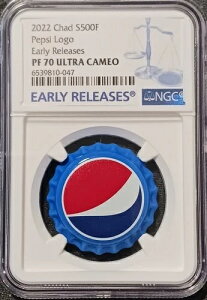 2022 Chad S500F
Pepsi Logo
Early Releases
PF 70 ULTRA CAMEO
6539810-047
EARLY RELEASES®
NGC